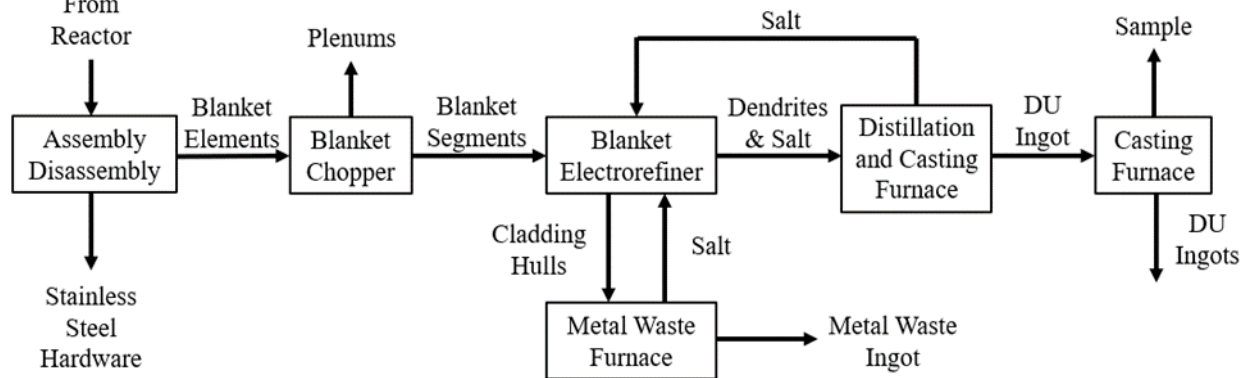 From
Reactor
Plenums
Salt
Sample
Assembly
Disassembly
Blanket
Elements
Blanket
Chopper
Blanket
Segments
Blanket
Electrorefiner
Dendrites
& Salt
Distillation
and Casting
Furnace
DU
Ingot
Casting
Furnace
Stainless
Steel
Hardware
Cladding
Hulls
Salt
DU
Ingots
Metal Waste
Furnace
Metal Waste
Ingot